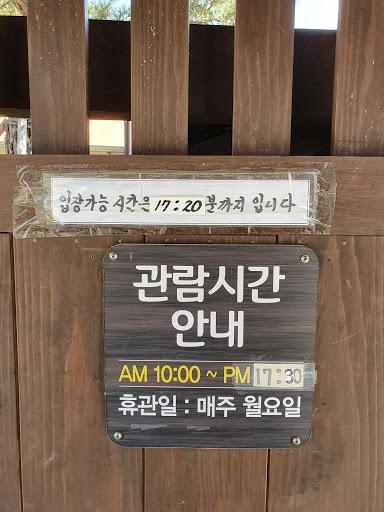 입장가능 시간은 17:20 분까지 입니다
관람시간
안내
AM 10:00 ~ PM 17:30
휴관일 : 매주 월요일